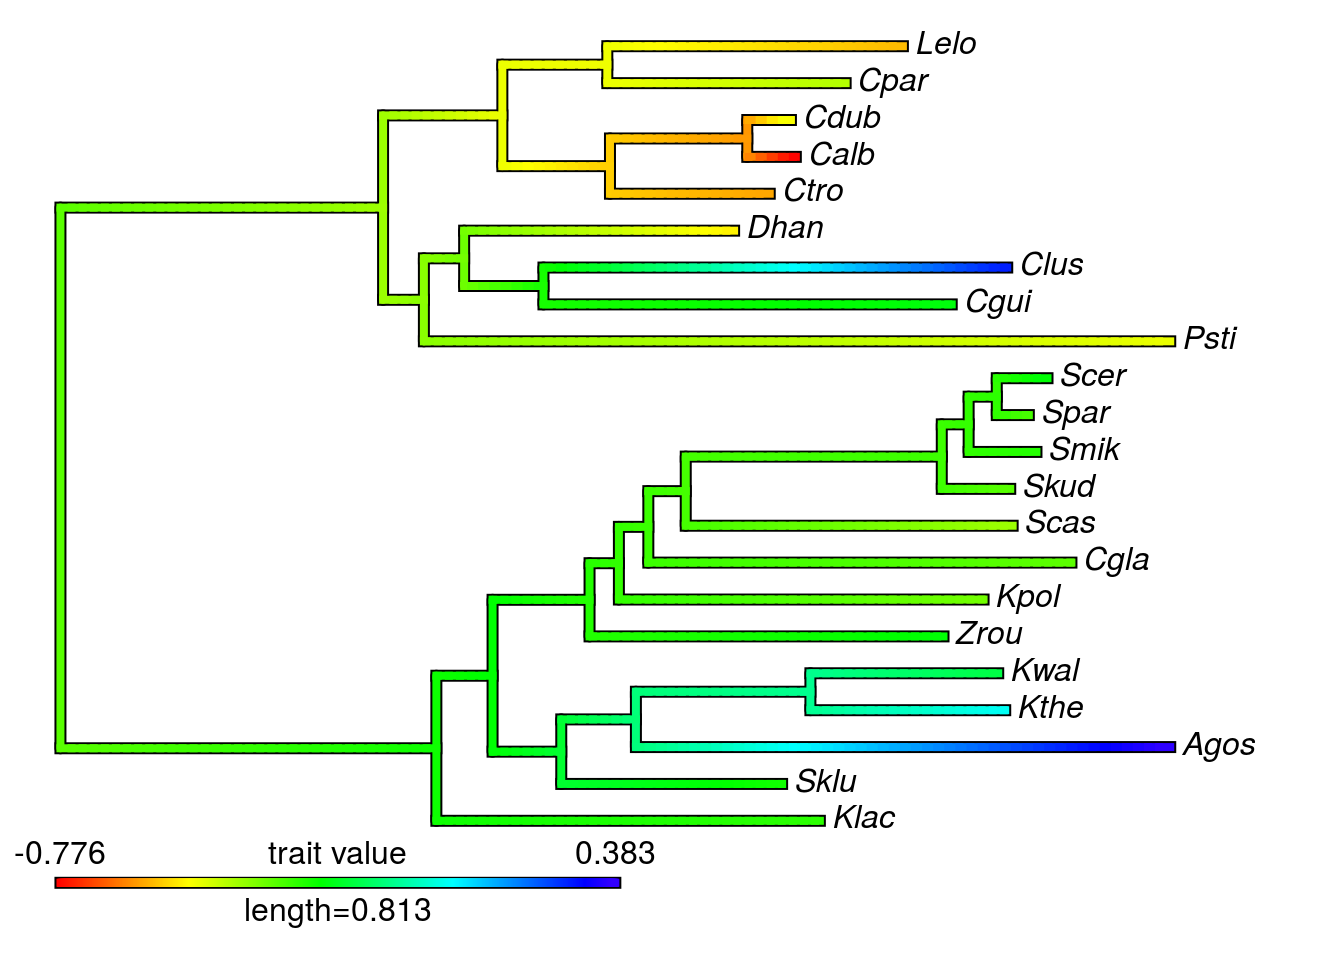 Lelo
Cpar
Cdub
Calb
Ctro
Dhan
Clus
Cgui
Psti
Scer
Spar
Smik
Skud
Scas
Cgla
Kpol
Zrou
Kwal
Kthe
Agos
Sklu
Klac
-0.776 trait value 0.383
length=0.813